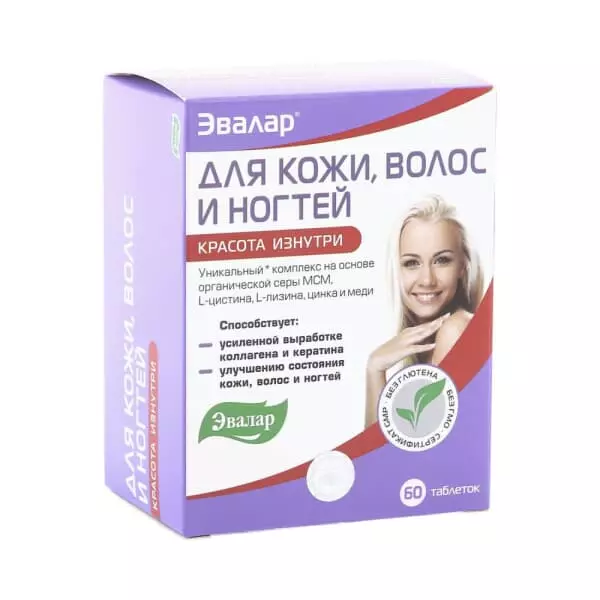 Эвалар®
ДЛЯ КОЖИ, ВОЛОС
И НОГТЕЙ
КРАСОТА ИЗНУТРИ
Уникальный* комплекс на основе
органической серы МСМ,
L-цистина, L-лизина, цинка и меди
Способствует:
усиленной выработке
коллагена и кератина
улучшению состояния
кожи, волос и ногтей
Эвалар
БЕЗ ГЛЮТЕНА · БЕЗ ГМО · СЕРТИФИКАТ GMP ·
60 таблеток
ДЛЯ КОЖИ, ВОЛОС
И НОГТЕЙ
КРАСОТА ИЗНУТРИ
Эвалар